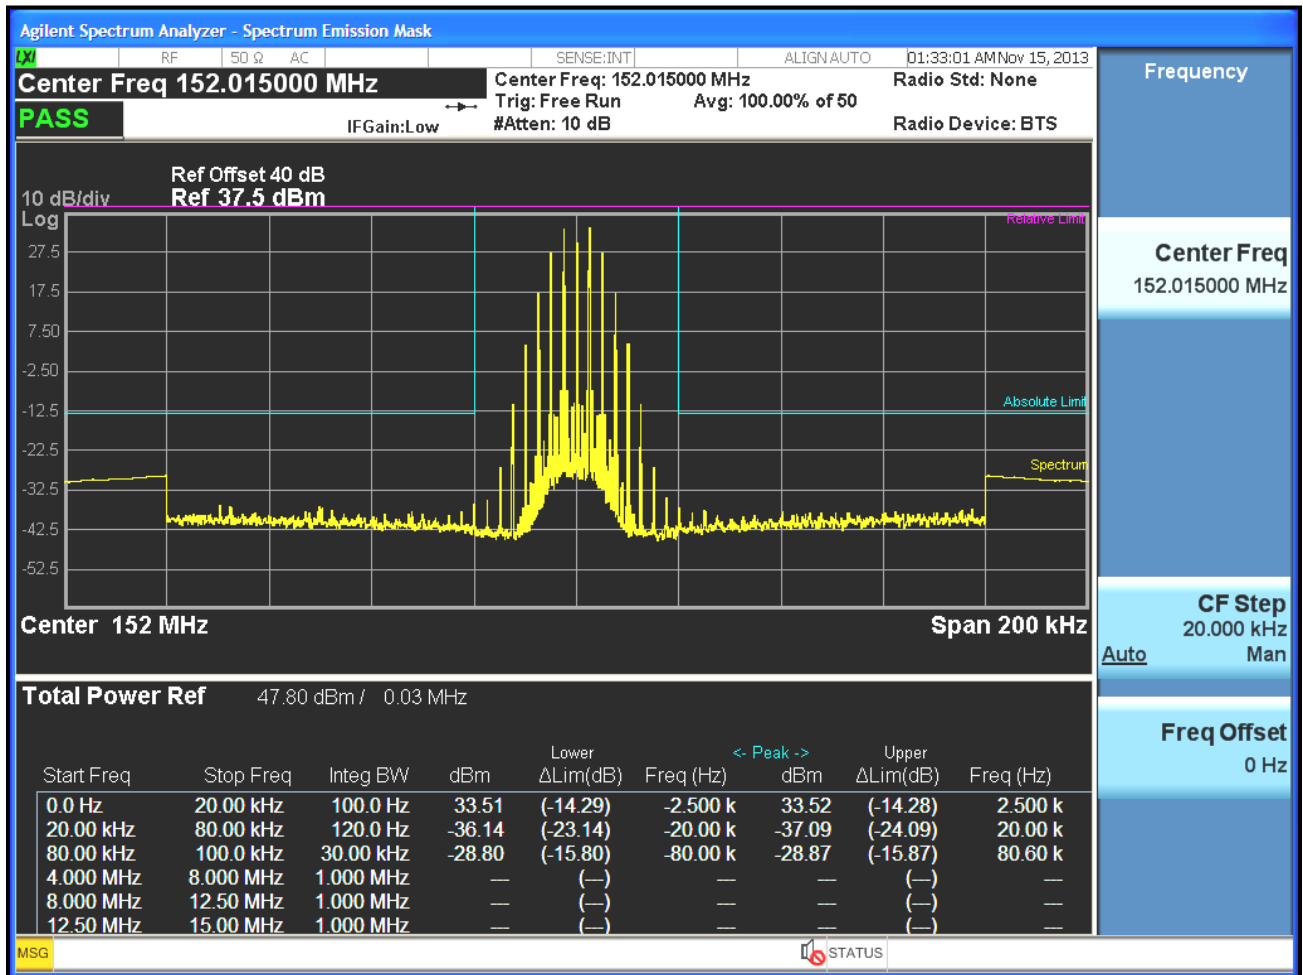 Agilent Spectrum Analyzer - Spectrum Emission Mask
LXI RF 50 Ω AC SENSE:INT ALIGN AUTO 01:33:01 AM Nov 15, 2013
Center Freq 152.015000 MHz
Center Freq: 152.015000 MHz Radio Std: None
Trig: Free Run Avg: 100.00% of 50
PASS IFGain:Low #Atten: 10 dB Radio Device: BTS
Ref Offset 40 dB
10 dB/div Ref 37.5 dBm
Log
Relative Limit
27.5
17.5
7.50
-2.50
Absolute Limit
-12.5
-22.5
Spectrum
-32.5
-42.5
-52.5
Center 152 MHz Span 200 kHz
Total Power Ref 47.80 dBm / 0.03 MHz
Lower <- Peak -> Upper
Start Freq Stop Freq Integ BW dBm ΔLim(dB) Freq (Hz) dBm ΔLim(dB) Freq (Hz)
0.0 Hz 20.00 kHz 100.0 Hz 33.51 (-14.29) -2.500 k 33.52 (-14.28) 2.500 k
20.00 kHz 80.00 kHz 120.0 Hz -36.14 (-23.14) -20.00 k -37.09 (-24.09) 20.00 k
80.00 kHz 100.0 kHz 30.00 kHz -28.80 (-15.80) -80.00 k -28.87 (-15.87) 80.60 k
4.000 MHz 8.000 MHz 1.000 MHz --- (---) --- --- (---) ---
8.000 MHz 12.50 MHz 1.000 MHz --- (---) --- --- (---) ---
12.50 MHz 15.00 MHz 1.000 MHz --- (---) --- --- (---) ---
MSG STATUS
Frequency
Center Freq
152.015000 MHz
CF Step
20.000 kHz
Auto Man
Freq Offset
0 Hz